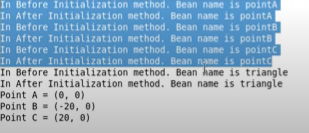 In Before Initialization method. Bean name is pointA
In After Initialization method. Bean name is pointA
In Before Initialization method. Bean name is pointB
In After Initialization method. Bean name is pointB
In Before Initialization method. Bean name is pointC
In After Initialization method. Bean name is pointC
In Before Initialization method. Bean name is triangle
In After Initialization method. Bean name is triangle
Point A = (0, 0)
Point B = (-20, 0)
Point C = (20, 0)